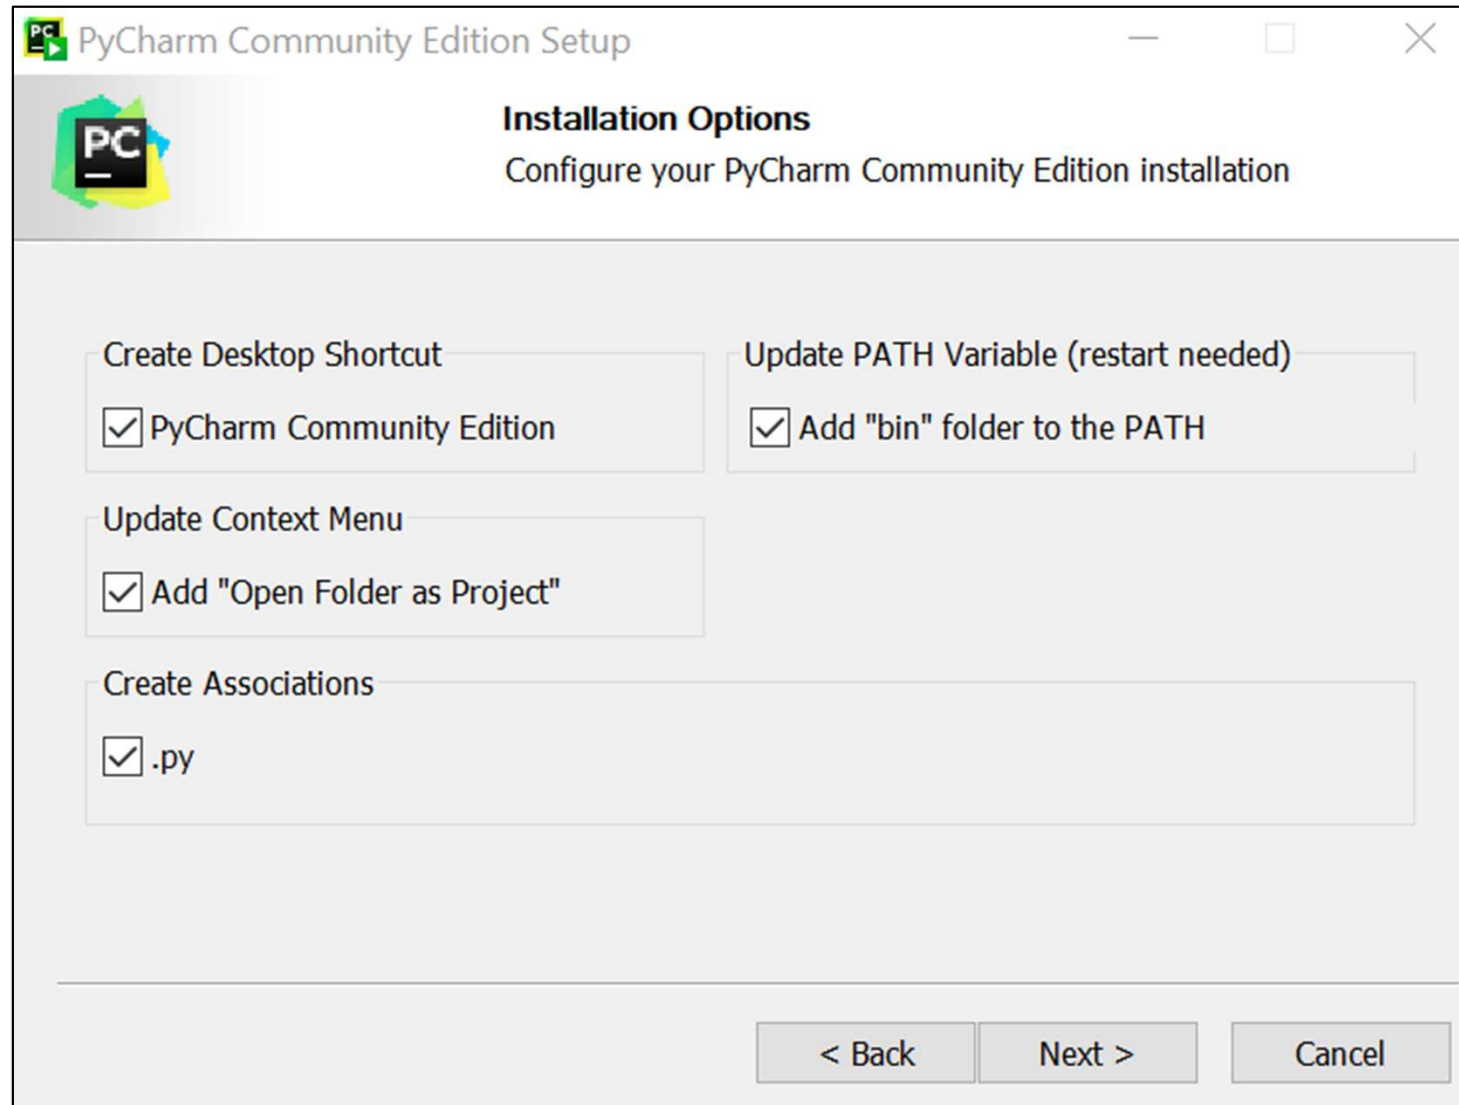 PyCharm Community Edition Setup
PC
Installation Options
Configure your PyCharm Community Edition installation
Create Desktop Shortcut
PyCharm Community Edition
Update PATH Variable (restart needed)
Add "bin" folder to the PATH
Update Context Menu
Add "Open Folder as Project"
Create Associations
.py
< Back
Next >
Cancel